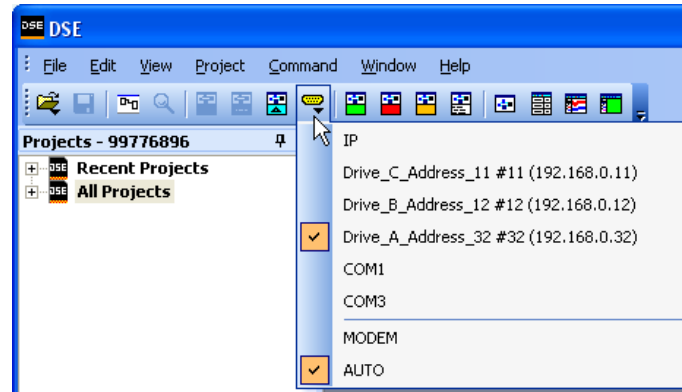 DSE DSE
File Edit View Project Command Window Help
Projects - 99776896
IP
DSE Recent Projects
Drive_C_Address_11 #11 (192.168.0.11)
DSE All Projects
Drive_B_Address_12 #12 (192.168.0.12)
Drive_A_Address_32 #32 (192.168.0.32)
COM1
COM3
MODEM
AUTO